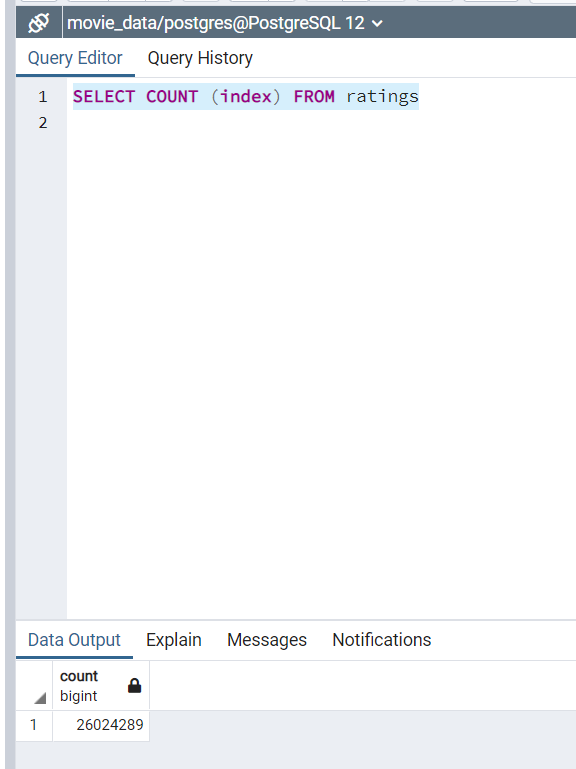 movie_data/postgres@PostgreSQL 12
Query Editor Query History
1 SELECT COUNT (index) FROM ratings
2
Data Output Explain Messages Notifications
count
bigint
1 26024289